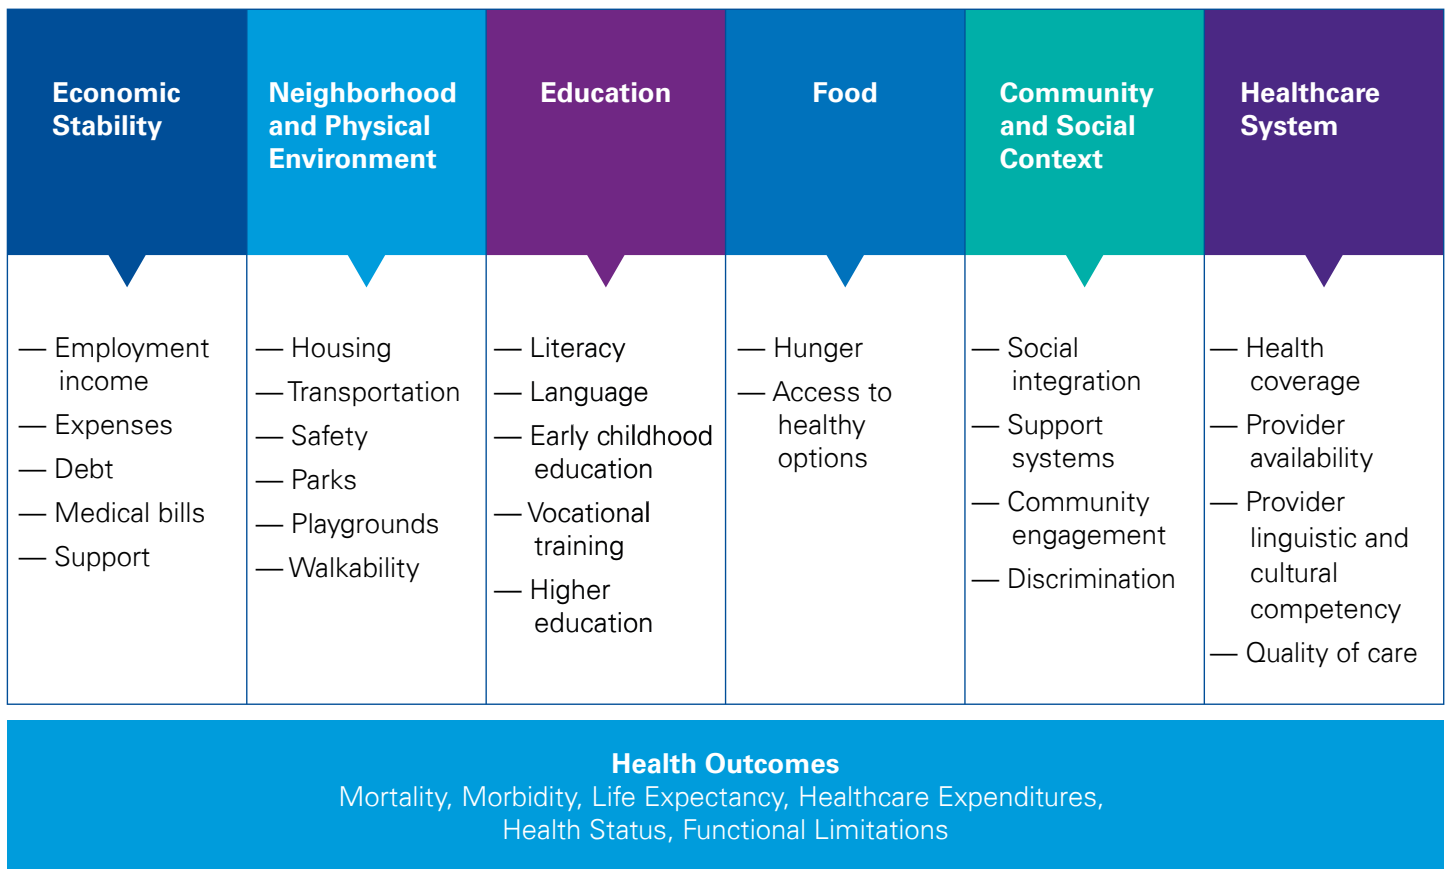 Economic
Stability
— Employment
income
— Expenses
— Debt
— Medical bills
— Support
Neighborhood
and Physical
Environment
— Housing
— Transportation
— Safety
— Parks
— Playgrounds
— Walkability
Education
— Literacy
— Language
— Early childhood
education
— Vocational
training
— Higher
education
Food
— Hunger
— Access to
healthy
options
Community
and Social
Context
— Social
integration
— Support
systems
— Community
engagement
— Discrimination
Healthcare
System
— Health
coverage
— Provider
availability
— Provider
linguistic and
cultural
competency
— Quality of care
Health Outcomes
Mortality, Morbidity, Life Expectancy, Healthcare Expenditures,
Health Status, Functional Limitations